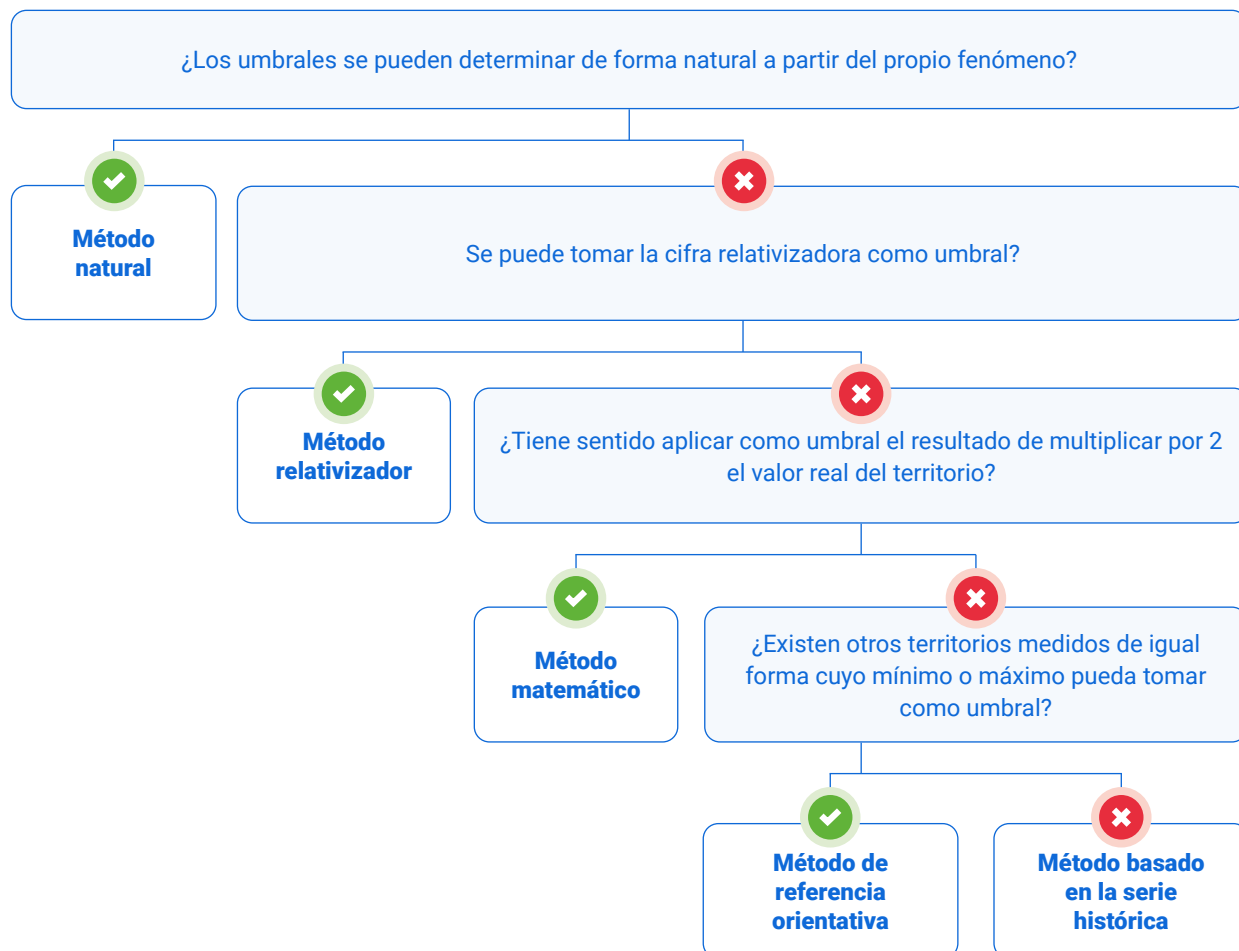 ¿Los umbrales se pueden determinar de forma natural a partir del propio fenómeno?
Método
natural
Se puede tomar la cifra relativizadora como umbral?
Método
relativizador
¿Tiene sentido aplicar como umbral el resultado de multiplicar por 2
el valor real del territorio?
Método
matemático
¿Existen otros territorios medidos de igual
forma cuyo mínimo o máximo pueda tomar
como umbral?
Método de
referencia
orientativa
Método basado
en la serie
histórica